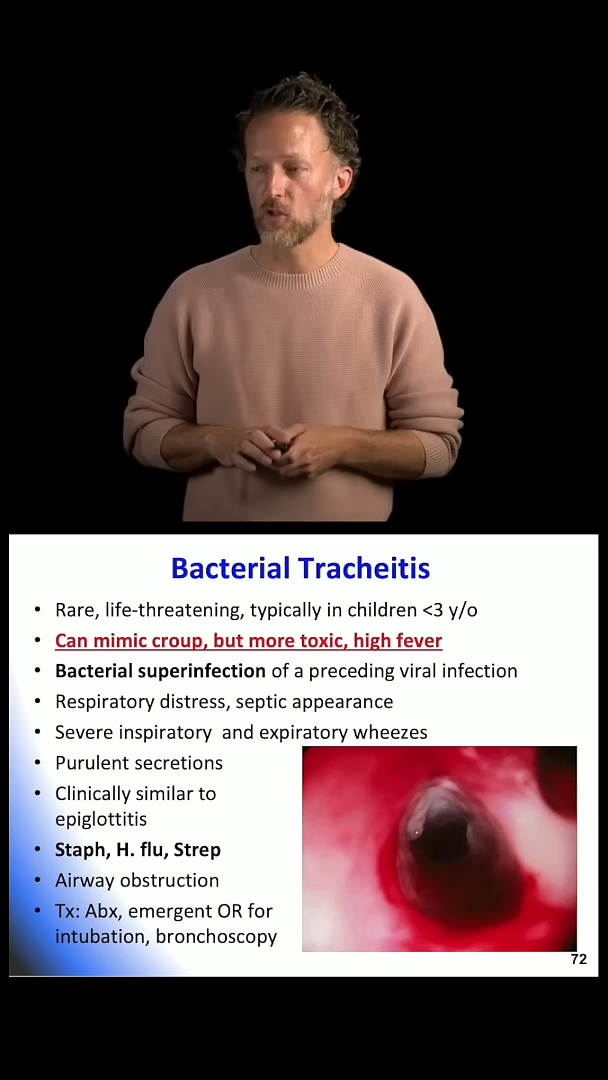 Bacterial Tracheitis
• Rare, life-threatening, typically in children <3 y/o
• Can mimic croup, but more toxic, high fever
• Bacterial superinfection of a preceding viral infection
• Respiratory distress, septic appearance
• Severe inspiratory  and expiratory wheezes
• Purulent secretions
• Clinically similar to
epiglottitis
• Staph, H. flu, Strep
• Airway obstruction
• Tx: Abx, emergent OR for
intubation, bronchoscopy
72